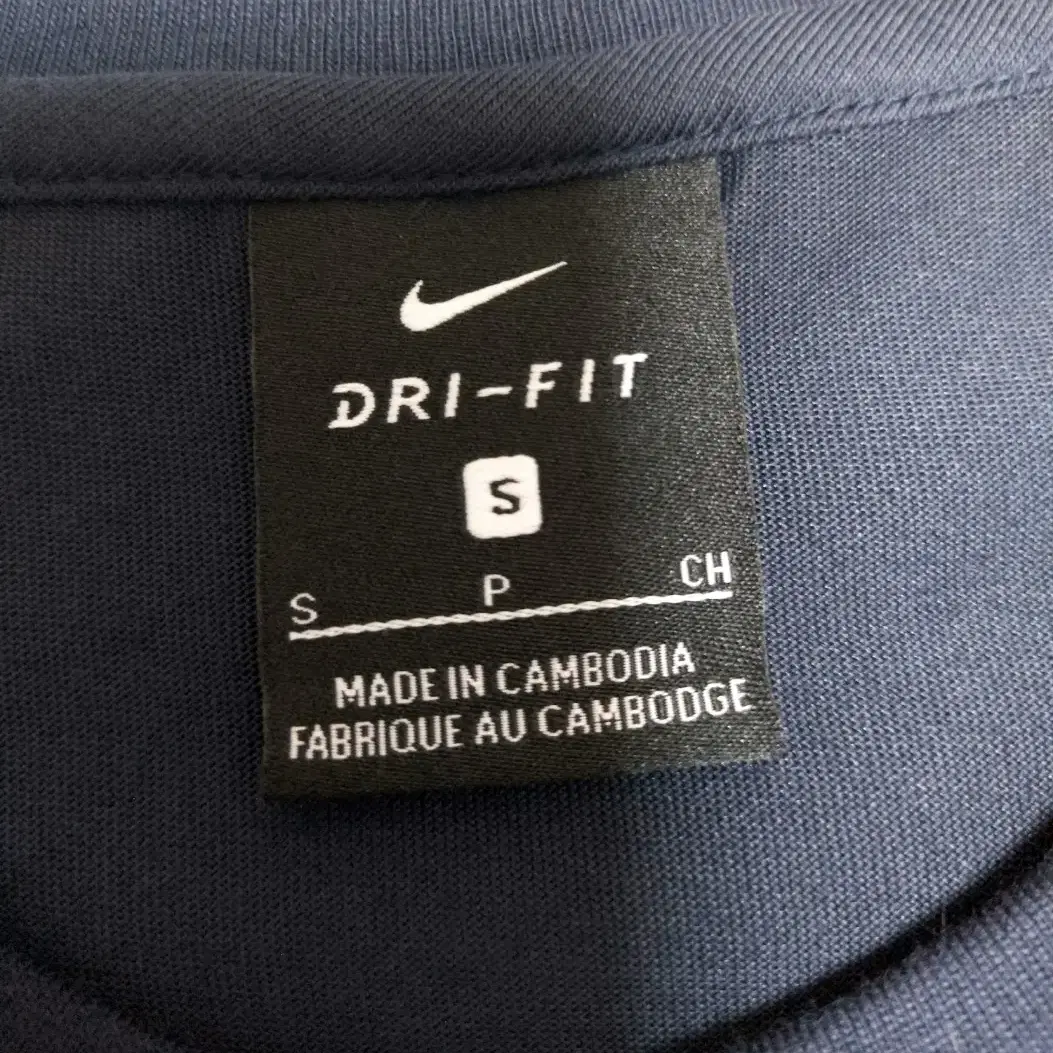 DRI-FIT
S
S P CH
MADE IN CAMBODIA
FABRIQUE AU CAMBODGE